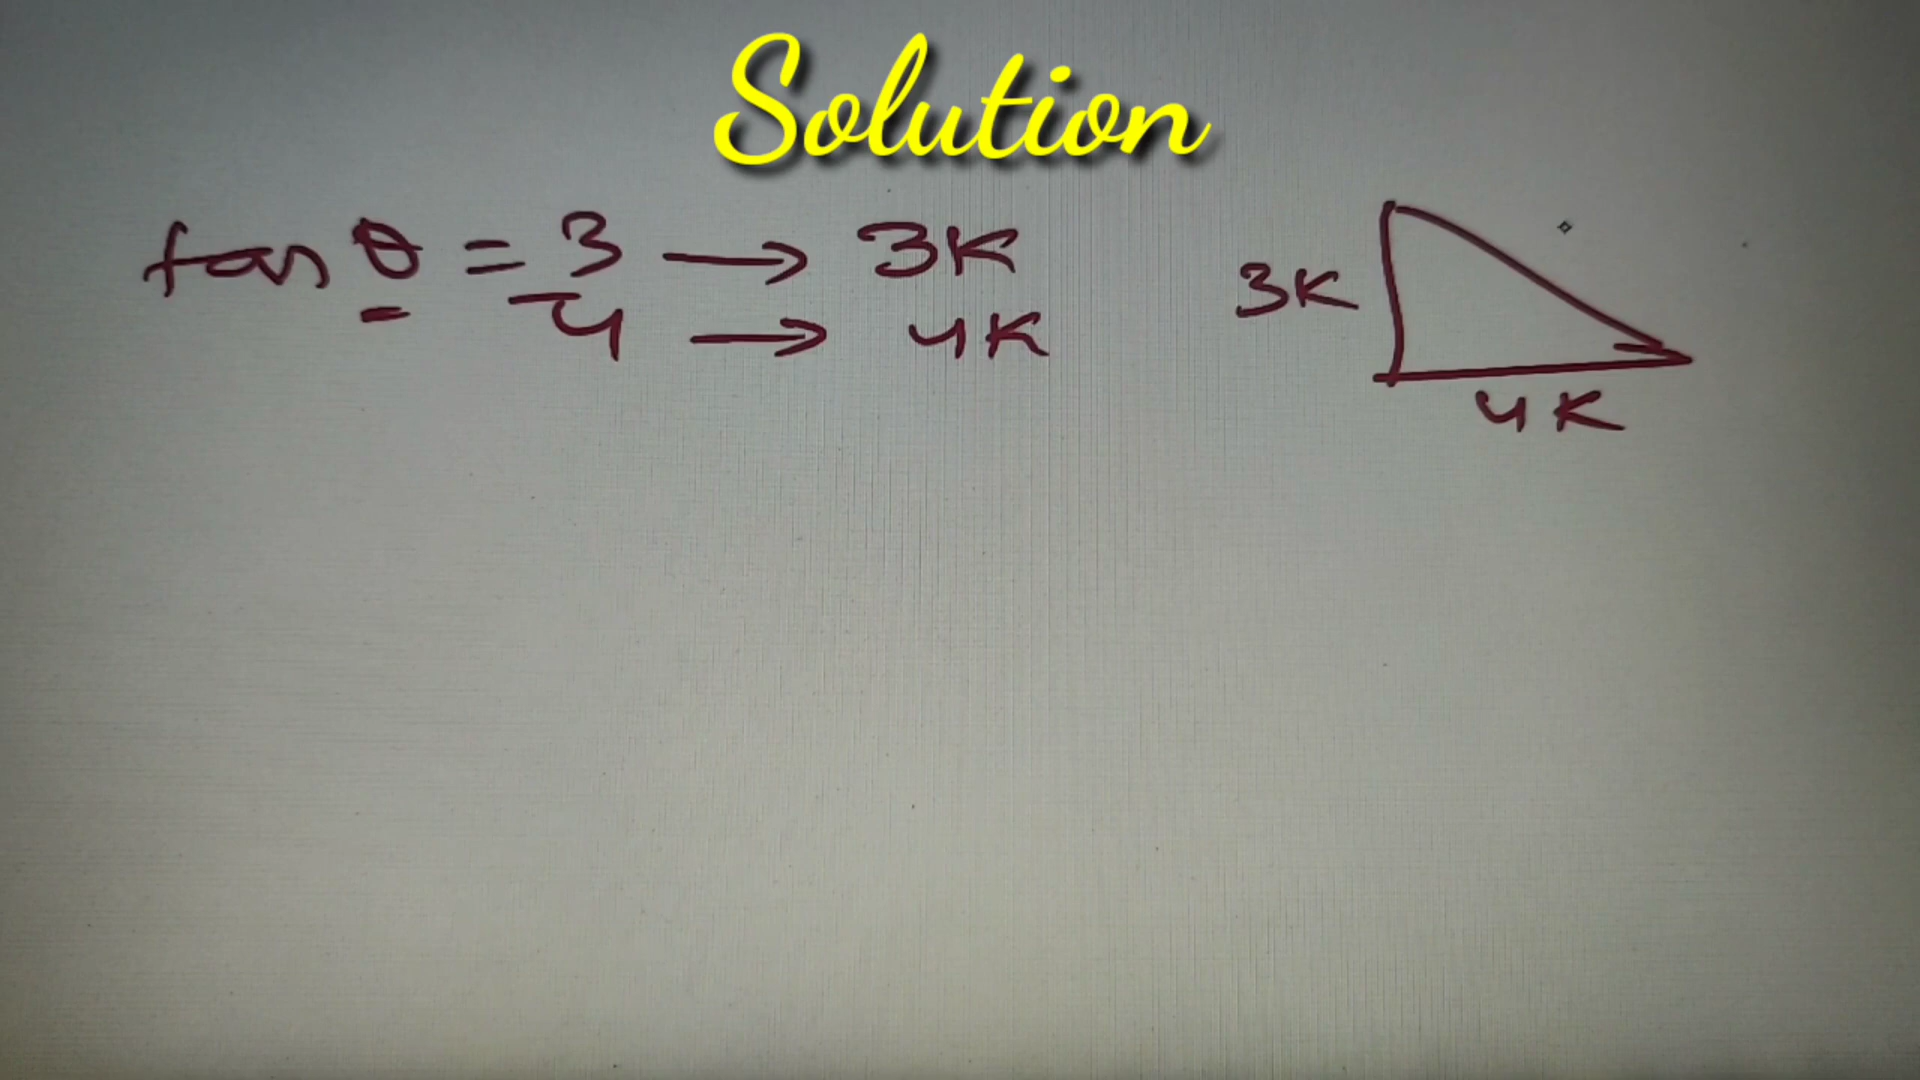 Solution
tan θ = 3 → 3K
4 → 4K
3K
4K